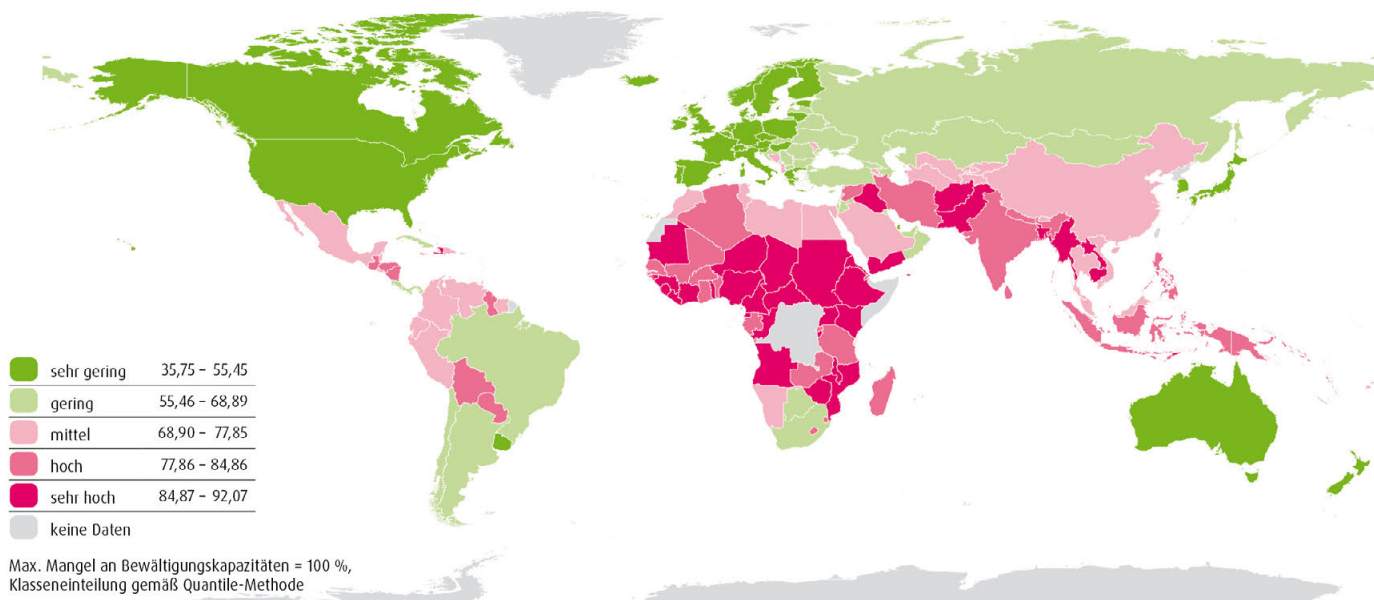 sehr gering 35,75 – 55,45
gering 55,46 – 68,89
mittel 68,90 – 77,85
hoch 77,86 – 84,86
sehr hoch 84,87 – 92,07
keine Daten
Max. Mangel an Bewältigungskapazitäten = 100 %,
Klasseneinteilung gemäß Quantile-Methode